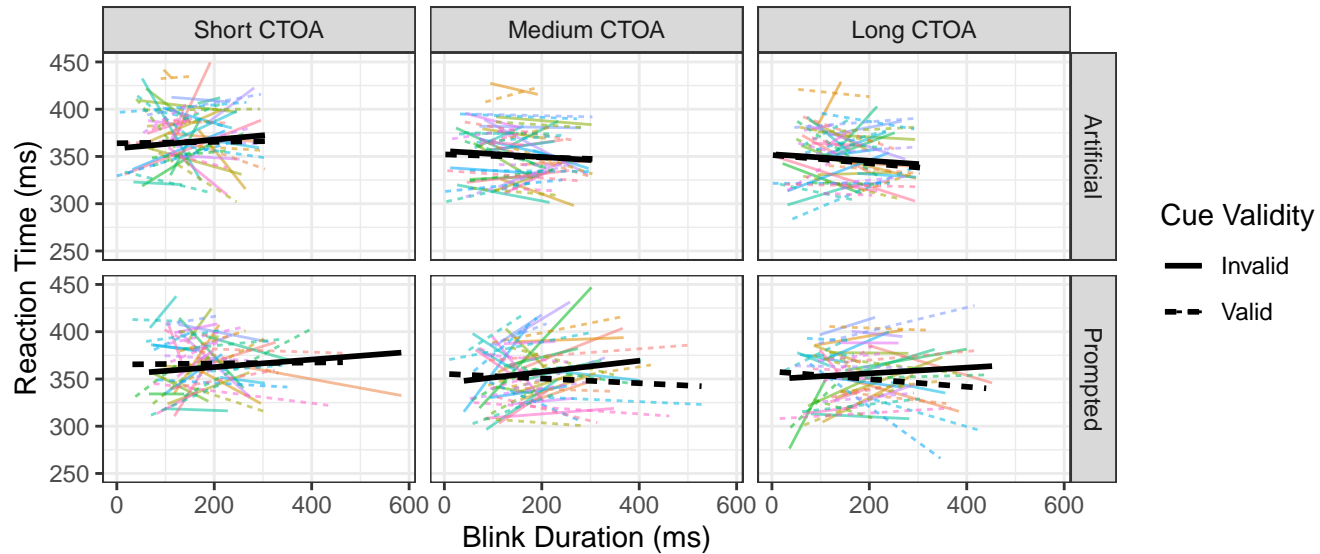 Short CTOA
Medium CTOA
Long CTOA
450
400
350
300
250
Artificial
450
400
350
300
250
Prompted
0 200 400 600
0 200 400 600
0 200 400 600
Reaction Time (ms)
Blink Duration (ms)
Cue Validity
Invalid
Valid